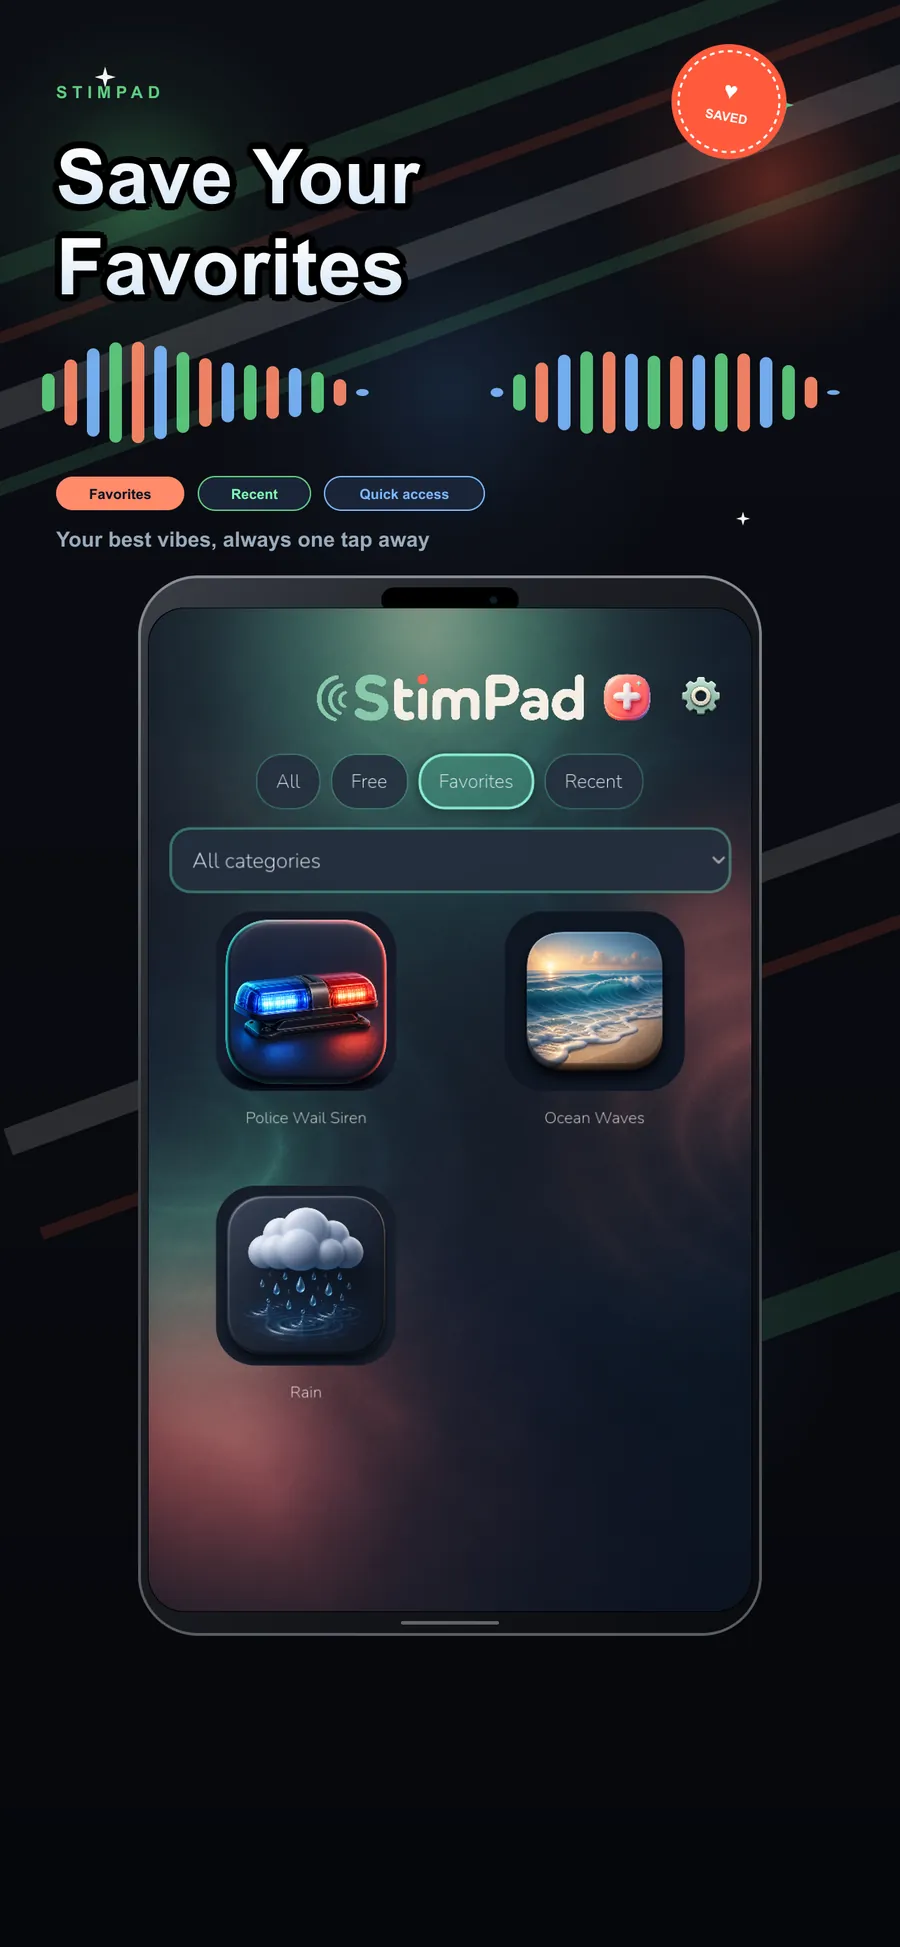 STIMPAD
SAVED
Save Your
Favorites
Favorites Recent Quick access
Your best vibes, always one tap away
StimPad
All Free Favorites Recent
All categories
Police Wail Siren Ocean Waves
Rain